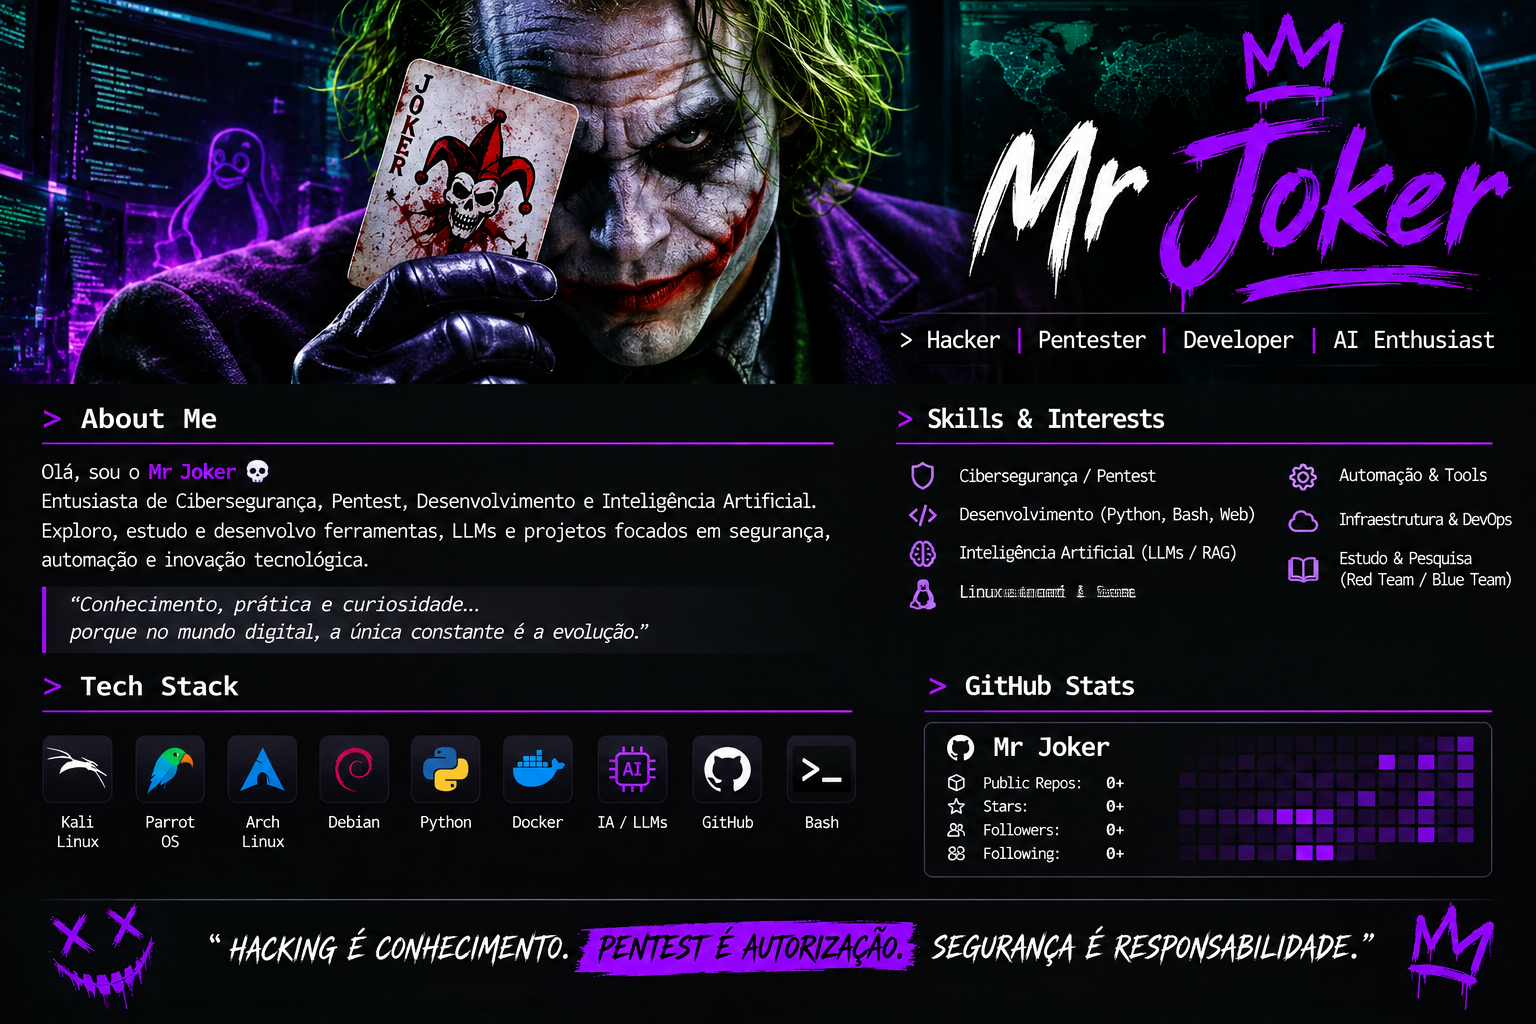 JOKER
Mr Joker
> Hacker | Pentester | Developer | AI Enthusiast
> About Me
Olá, sou o Mr Joker 💀
Entusiasta de Cibersegurança, Pentest, Desenvolvimento e Inteligência Artificial.
Exploro, estudo e desenvolvo ferramentas, LLMs e projetos focados em segurança,
automação e inovação tecnológica.
“Conhecimento, prática e curiosidade...
porque no mundo digital, a única constante é a evolução.”
> Skills & Interests
Cibersegurança / Pentest
Desenvolvimento (Python, Bash, Web)
Inteligência Artificial (LLMs / RAG)
Linux
Automação & Tools
Infraestrutura & DevOps
Estudo & Pesquisa
(Red Team / Blue Team)
> Tech Stack
Kali
Linux
Parrot
OS
Arch
Linux
Debian
Python
Docker
AI
IA / LLMs
GitHub
>_
Bash
> GitHub Stats
Mr Joker
Public Repos: 0+
Stars: 0+
Followers: 0+
Following: 0+
“ HACKING É CONHECIMENTO. PENTEST É AUTORIZAÇÃO. SEGURANÇA É RESPONSABILIDADE.”